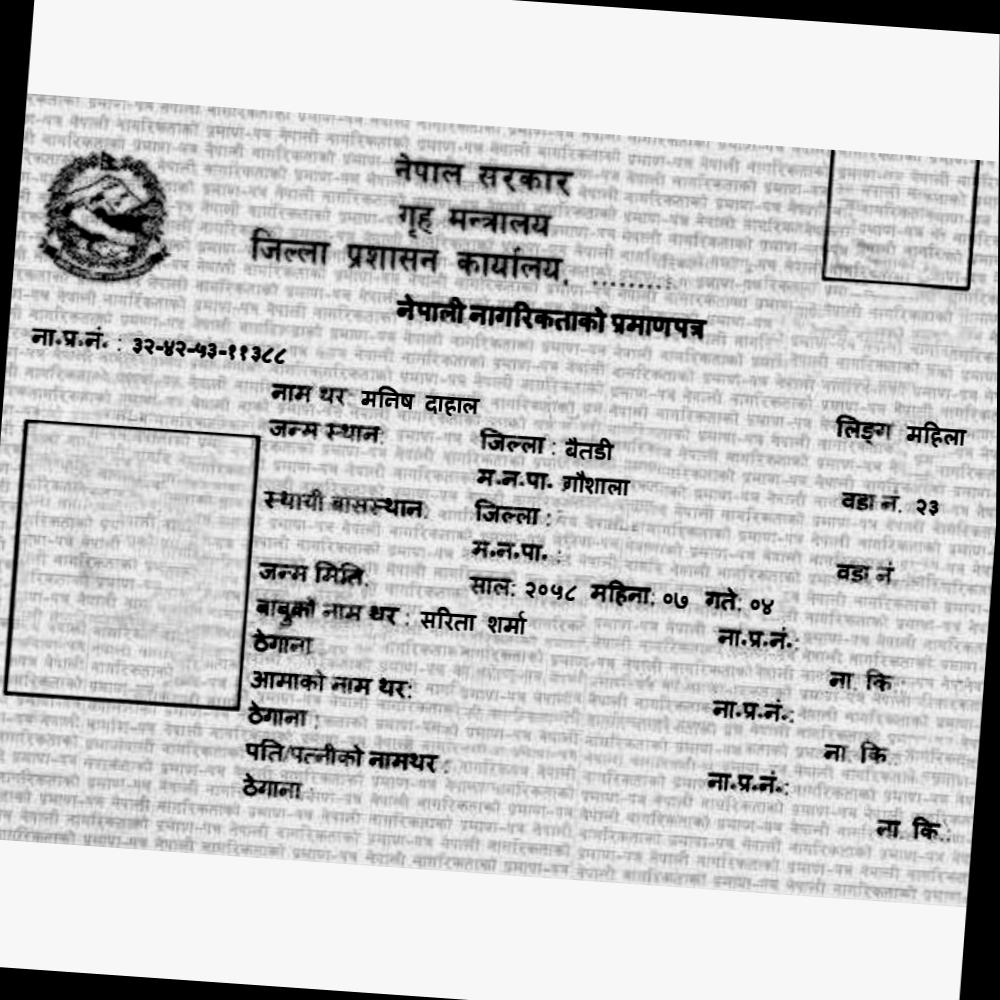 नेपाल सरकार
गृह मन्त्रालय
जिल्ला प्रशासन कार्यालय, .........
नेपाली नागरिकताको प्रमाणपत्र
ना.प्र.नं. : ३२-४२-५३-११३८८
नाम थर: मनिष दाहाल लिङ्ग महिला
जन्म स्थान: जिल्ला : बैतडी
म.न.पा. गौशाला वडा नं. २३
स्थायी बासस्थान: जिल्ला :
म.न.पा. : वडा नं.
जन्म मिति: साल: २०५८ महिना: ०७ गते: ०४
बाबुको नाम थर : सरिता शर्मा ना.प्र.नं.:
ठेगाना : ना. कि.:
आमाको नाम थर: ना.प्र.नं.:
ठेगाना : ना. कि.:
पति/पत्नीको नामथर : ना.प्र.नं.:
ठेगाना : ना. कि.: